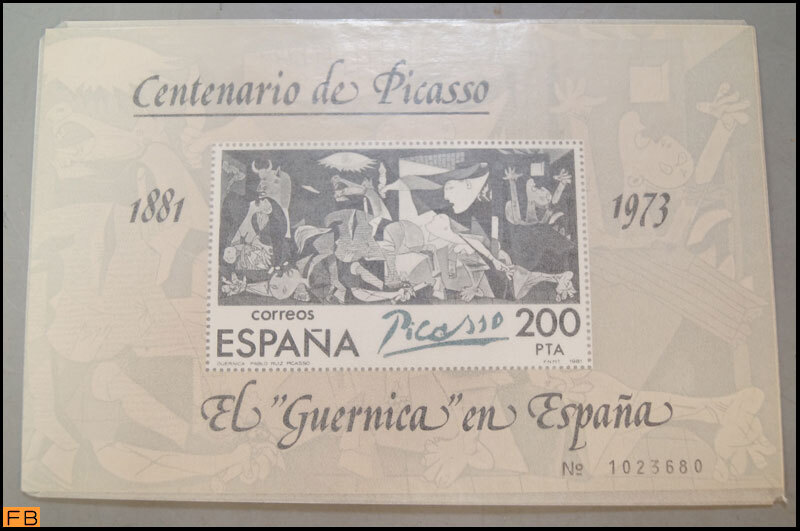 Centenario de Picasso
1881
1973
correos
ESPAÑA
Picasso
200
PTA
GUERNICA · PABLO RUIZ PICASSO
F.N.M.T. 1981
El "Guernica" en España
Nº 1023680
FB